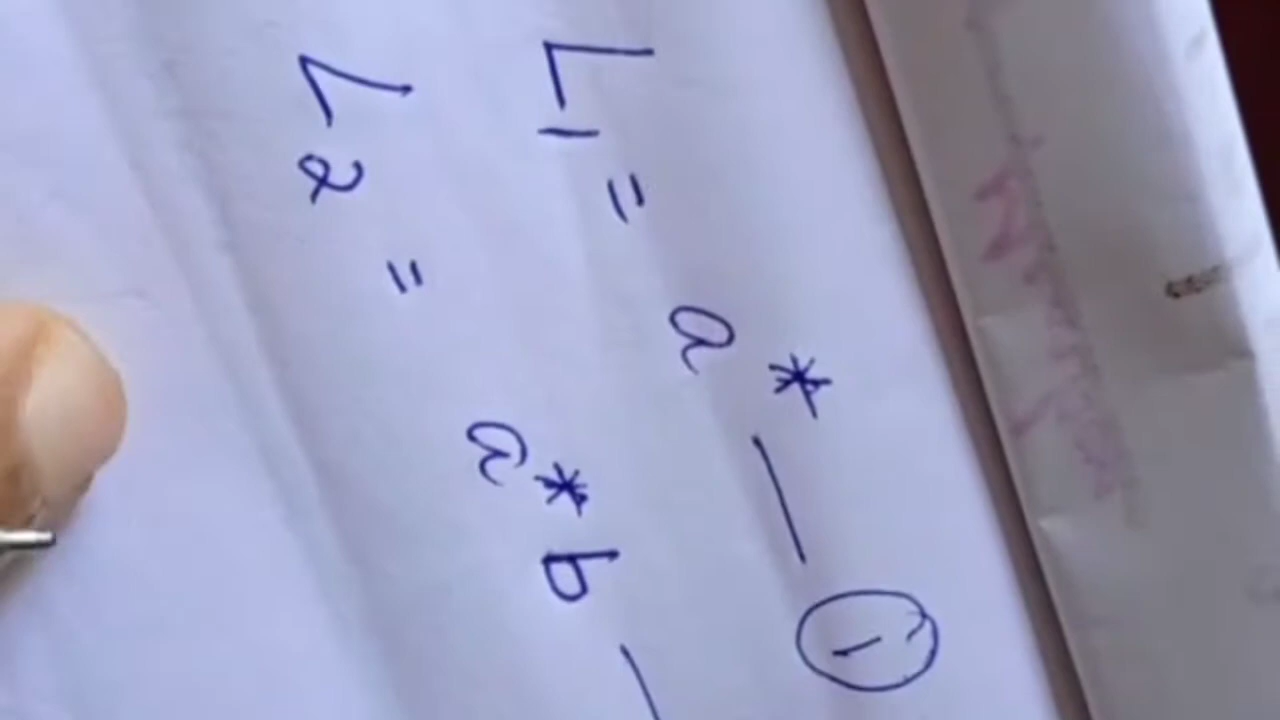 L1 = a* — ①
L2 = a*b —